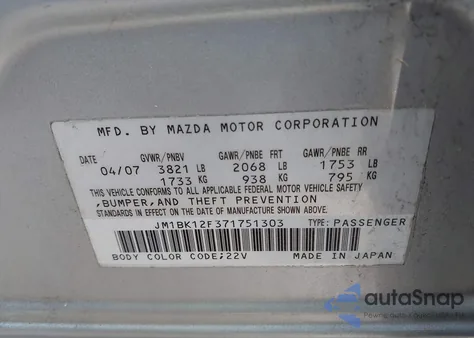 MFD. BY MAZDA MOTOR CORPORATION
GVWR/PNBV GAWR/PNBE FRT GAWR/PNBE RR
04/07 3821 LB 2068 LB 1753 LB
1733 KG 938 KG 795 KG
THIS VEHICLE CONFORMS TO ALL APPLICABLE FEDERAL MOTOR VEHICLE SAFETY
,BUMPER,AND THEFT PREVENTION
STANDARDS IN EFFECT ON THE DATE OF MANUFACTURE SHOWN ABOVE.
JM1BK12F371751303 TYPE:PASSENGER
BODY COLOR CODE;22V MADE IN JAPAN
autoSnap